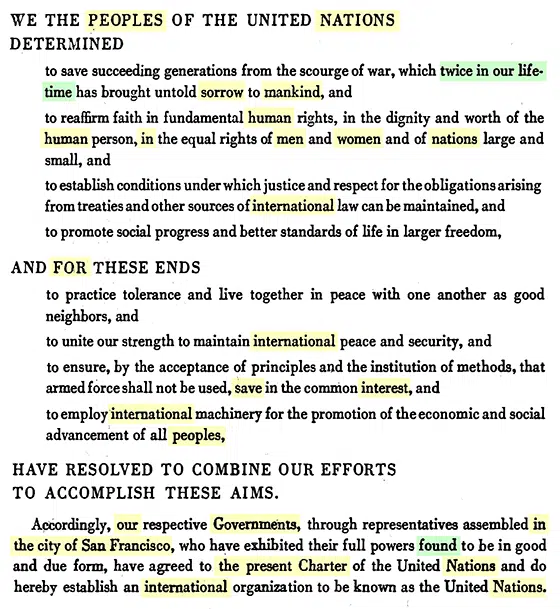 WE THE PEOPLES OF THE UNITED NATIONS
DETERMINED
to save succeeding generations from the scourge of war, which twice in our life-
time has brought untold sorrow to mankind, and
to reaffirm faith in fundamental human rights, in the dignity and worth of the
human person, in the equal rights of men and women and of nations large and
small, and
to establish conditions under which justice and respect for the obligations arising
from treaties and other sources of international law can be maintained, and
to promote social progress and better standards of life in larger freedom,
AND FOR THESE ENDS
to practice tolerance and live together in peace with one another as good
neighbors, and
to unite our strength to maintain international peace and security, and
to ensure, by the acceptance of principles and the institution of methods, that
armed force shall not be used, save in the common interest, and
to employ international machinery for the promotion of the economic and social
advancement of all peoples,
HAVE RESOLVED TO COMBINE OUR EFFORTS
TO ACCOMPLISH THESE AIMS.
Accordingly, our respective Governments, through representatives assembled in
the city of San Francisco, who have exhibited their full powers found to be in good
and due form, have agreed to the present Charter of the United Nations and do
hereby establish an international organization to be known as the United Nations.